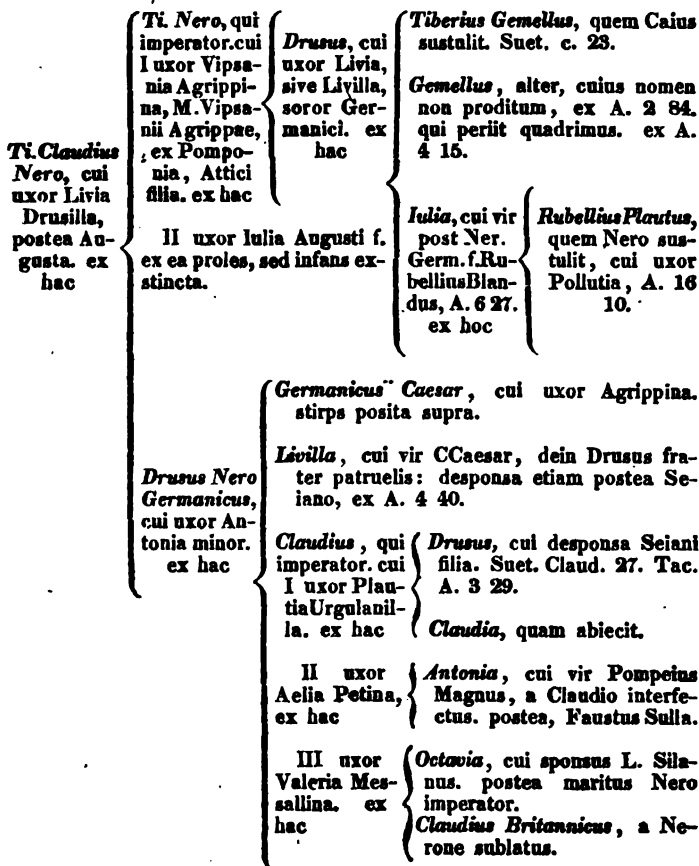 Ti. Claudius
Nero, cui
uxor Livia
Drusilla,
postea Au-
gusta. ex
hac
Ti. Nero, qui
imperator. cui
I uxor Vipsa-
nia Agrippi-
na, M. Vipsa-
nii Agrippae,
ex Pompo-
nia, Attici
filia. ex hac
Drusus, cui
uxor Livia,
sive Livilla,
soror Ger-
manici. ex
hac
Tiberius Gemellus, quem Caius
sustulit. Suet. c. 23.
Gemellus, alter, cuius nomen
non proditum, ex A. 2 84.
qui periit quadrimus. ex A.
4 15.
Iulia, cui vir
post Ner.
Germ. f. Ru-
bellius Blan-
dus, A. 6 27.
ex hoc
Rubellius Plautus,
quem Nero sus-
tulit, cui uxor
Pollutia, A. 16
10.
II uxor Iulia Augusti f.
ex ea proles, sed infans ex-
stincta.
Drusus Nero
Germanicus,
cui uxor An-
tonia minor.
ex hac
Germanicus Caesar, cui uxor Agrippina.
stirps posita supra.
Livilla, cui vir CCaesar, dein Drusus fra-
ter patruelis: desponsa etiam postea Se-
iano, ex A. 4 40.
Claudius, qui
imperator. cui
I uxor Plau-
tia Urgulanil-
la. ex hac
Drusus, cui desponsa Seiani
filia. Suet. Claud. 27. Tac.
A. 3 29.
Claudia, quam abiecit.
II uxor
Aelia Petina,
ex hac
Antonia, cui vir Pompeius
Magnus, a Claudio interfe-
ctus. postea, Faustus Sulla.
III uxor
Valeria Mes-
sallina. ex
hac
Octavia, cui sponsus L. Sila-
nus. postea maritus Nero
imperator.
Claudius Britannicus, a Ne-
rone sublatus.